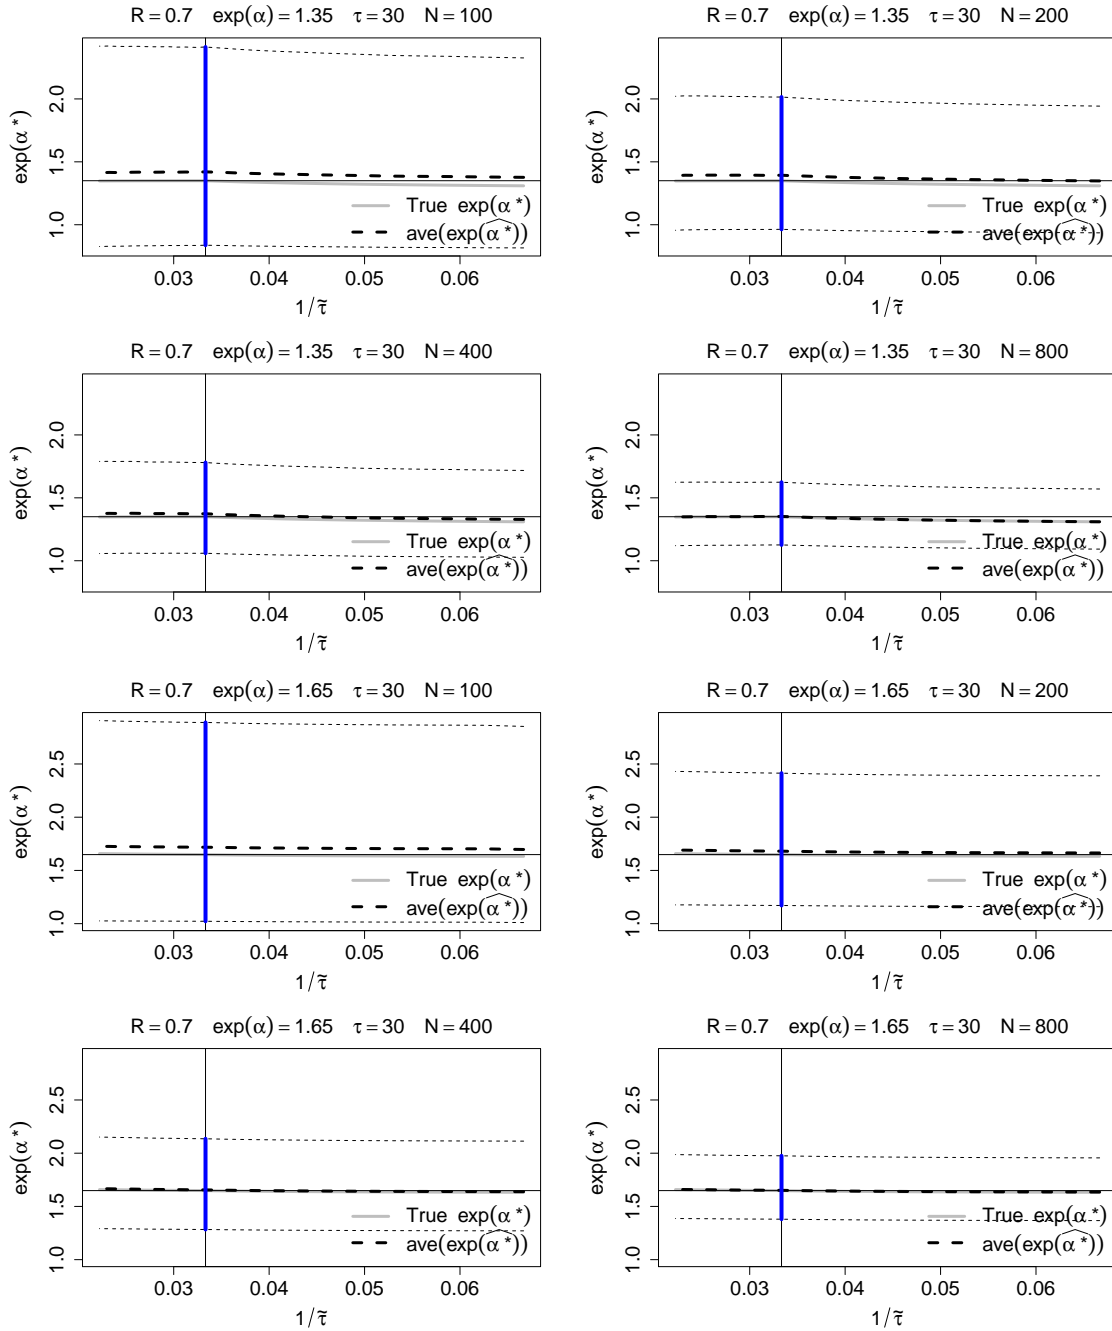 R = 0.7 exp(α) = 1.35 τ = 30 N = 100
exp(α*)
2.0
1.5
1.0
True exp(α*)
ave(exp(α̂*))
0.03 0.04 0.05 0.06
1/τ̃
R = 0.7 exp(α) = 1.35 τ = 30 N = 200
exp(α*)
2.0
1.5
1.0
True exp(α*)
ave(exp(α̂*))
0.03 0.04 0.05 0.06
1/τ̃
R = 0.7 exp(α) = 1.35 τ = 30 N = 400
exp(α*)
2.0
1.5
1.0
True exp(α*)
ave(exp(α̂*))
0.03 0.04 0.05 0.06
1/τ̃
R = 0.7 exp(α) = 1.35 τ = 30 N = 800
exp(α*)
2.0
1.5
1.0
True exp(α*)
ave(exp(α̂*))
0.03 0.04 0.05 0.06
1/τ̃
R = 0.7 exp(α) = 1.65 τ = 30 N = 100
exp(α*)
2.5
2.0
1.5
1.0
True exp(α*)
ave(exp(α̂*))
0.03 0.04 0.05 0.06
1/τ̃
R = 0.7 exp(α) = 1.65 τ = 30 N = 200
exp(α*)
2.5
2.0
1.5
1.0
True exp(α*)
ave(exp(α̂*))
0.03 0.04 0.05 0.06
1/τ̃
R = 0.7 exp(α) = 1.65 τ = 30 N = 400
exp(α*)
2.5
2.0
1.5
1.0
True exp(α*)
ave(exp(α̂*))
0.03 0.04 0.05 0.06
1/τ̃
R = 0.7 exp(α) = 1.65 τ = 30 N = 800
exp(α*)
2.5
2.0
1.5
1.0
True exp(α*)
ave(exp(α̂*))
0.03 0.04 0.05 0.06
1/τ̃